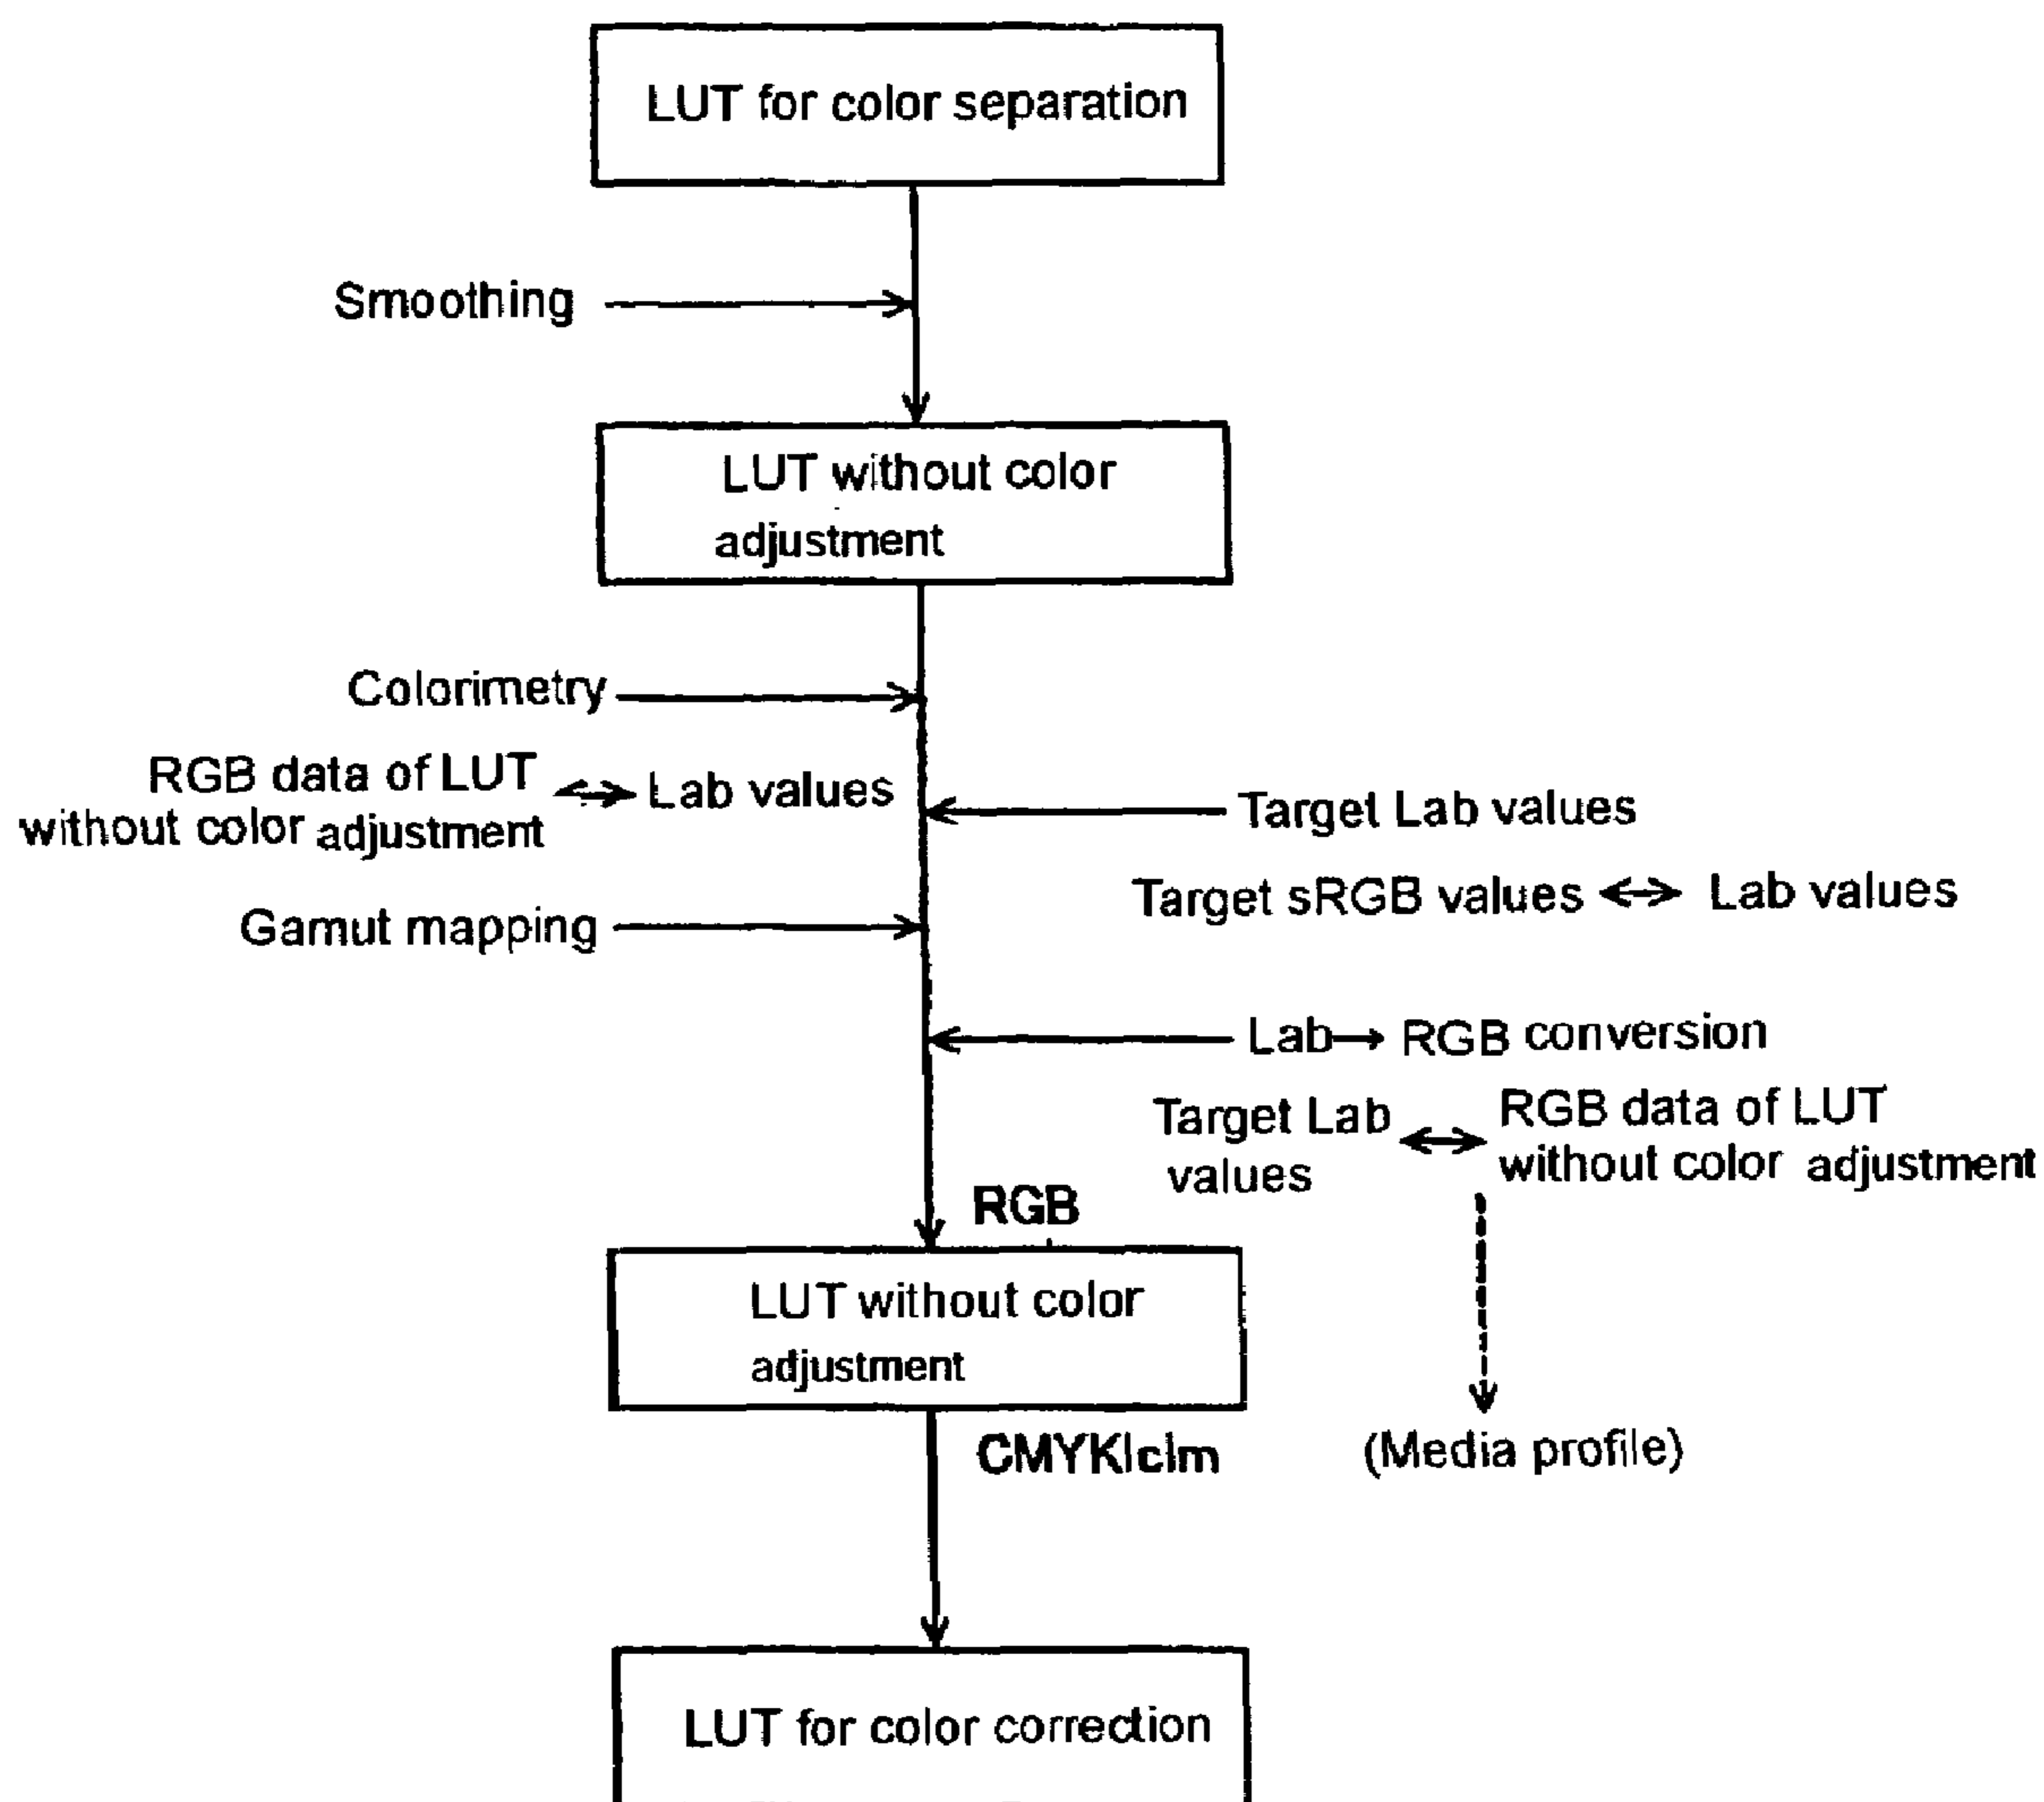 LUT for color separation
Smoothing
LUT without color
adjustment
Colorimetry
RGB data of LUT
without color adjustment
Lab values
Target Lab values
Target sRGB values ↔ Lab values
Gamut mapping
Lab→ RGB conversion
Target Lab
values
↔
RGB data of LUT
without color adjustment
RGB
LUT without color
adjustment
CMYKlclm
(Media profile)
LUT for color correction